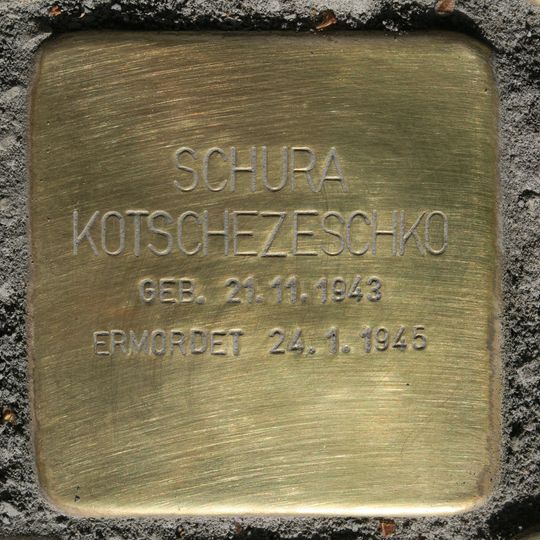 SCHURA
KOTSCHEZESCHKO
GEB. 21.11.1943
ERMORDET 24.1.1945